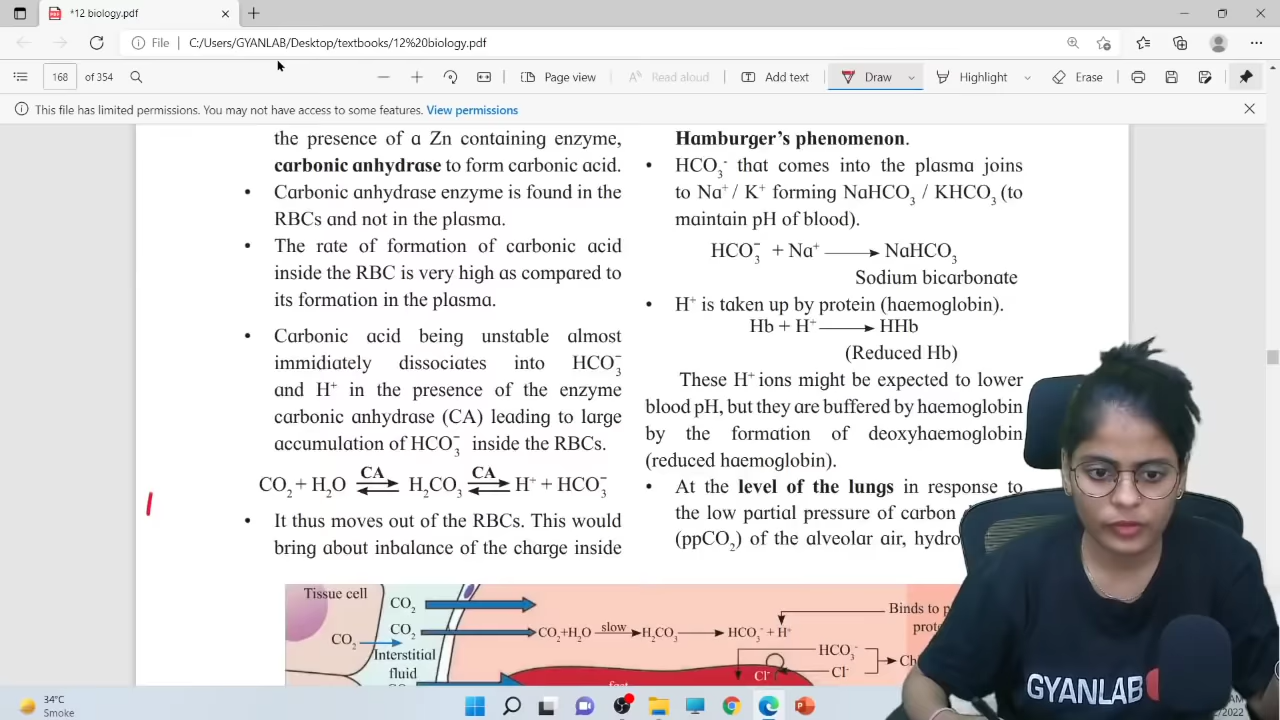 *12 biology.pdf
File C:/Users/GYANLAB/Desktop/textbooks/12%20biology.pdf
168 of 354 Page view Read aloud Add text Draw Highlight Erase
This file has limited permissions. You may not have access to some features. View permissions
the presence of a Zn containing enzyme,
carbonic anhydrase to form carbonic acid.
• Carbonic anhydrase enzyme is found in the
RBCs and not in the plasma.
• The rate of formation of carbonic acid
inside the RBC is very high as compared to
its formation in the plasma.
• Carbonic acid being unstable almost
immidiately dissociates into HCO₃⁻
and H⁺ in the presence of the enzyme
carbonic anhydrase (CA) leading to large
accumulation of HCO₃⁻ inside the RBCs.
CA CA
CO₂ + H₂O ⇌ H₂CO₃ ⇌ H⁺ + HCO₃⁻
• It thus moves out of the RBCs. This would
bring about inbalance of the charge inside
Hamburger's phenomenon.
• HCO₃⁻ that comes into the plasma joins
to Na⁺ / K⁺ forming NaHCO₃ / KHCO₃ (to
maintain pH of blood).
HCO₃⁻ + Na⁺ → NaHCO₃
Sodium bicarbonate
• H⁺ is taken up by protein (haemoglobin).
Hb + H⁺ → HHb
(Reduced Hb)
These H⁺ ions might be expected to lower
blood pH, but they are buffered by haemoglobin
by the formation of deoxyhaemoglobin
(reduced haemoglobin).
• At the level of the lungs in response to
the low partial pressure of carbon
(ppCO₂) of the alveolar air, hydro
Tissue cell
CO₂
CO₂
CO₂
Interstitial
fluid
CO₂+H₂O slow → H₂CO₃ → HCO₃⁻ + H⁺
Binds to
HCO₃⁻
Cl⁻
Cl⁻
fast
GYANLAB
34°C
Smoke